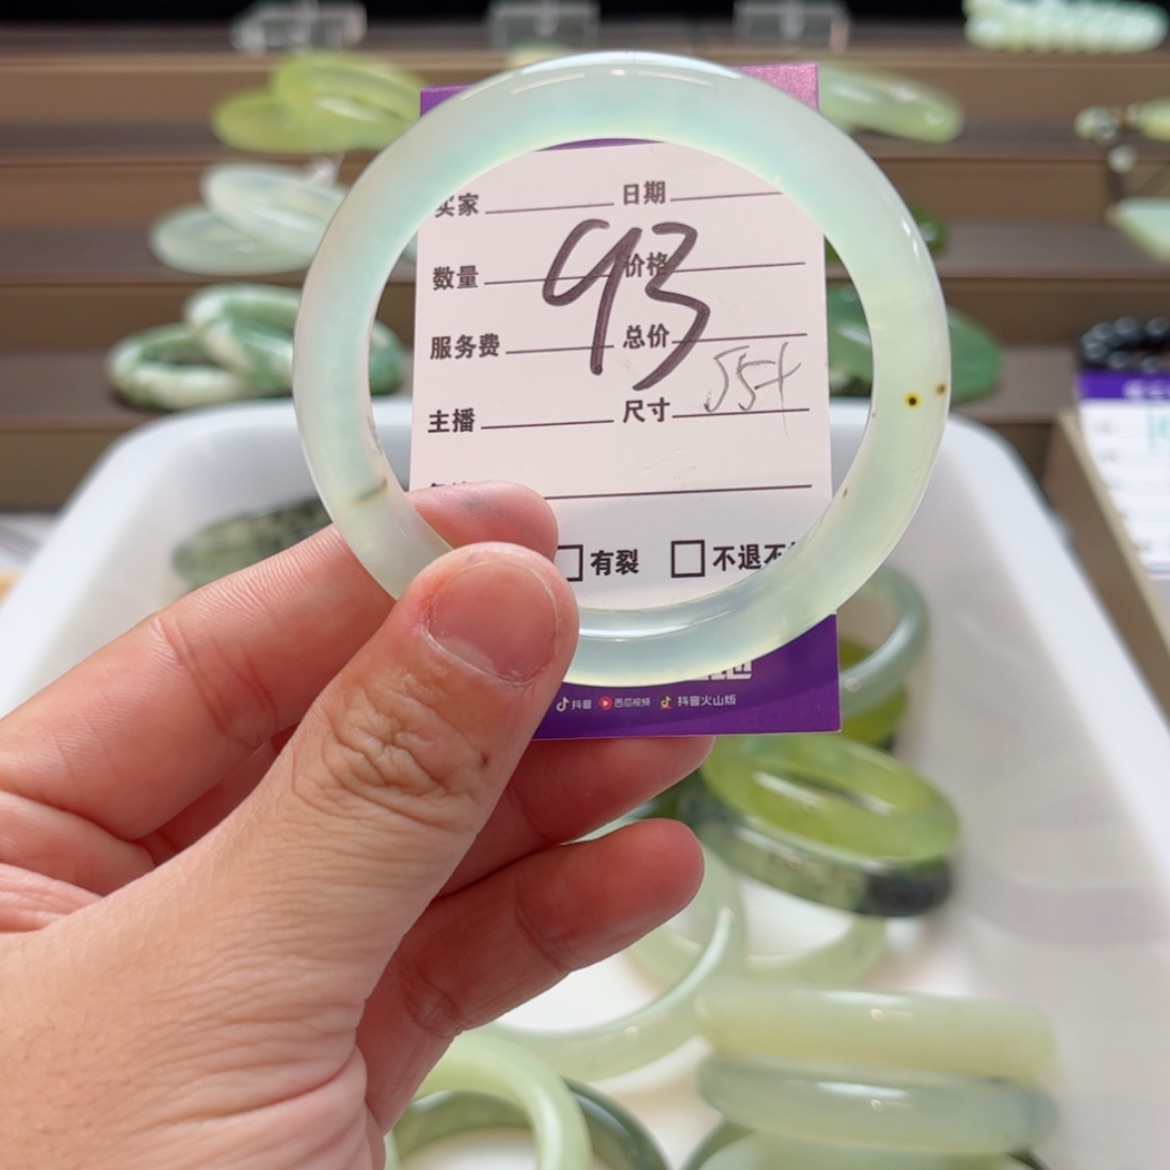 买家 日期
数量 价格
93
服务费 总价
55+
主播 尺寸
有裂 不退不
抖音 西瓜视频 抖音火山版